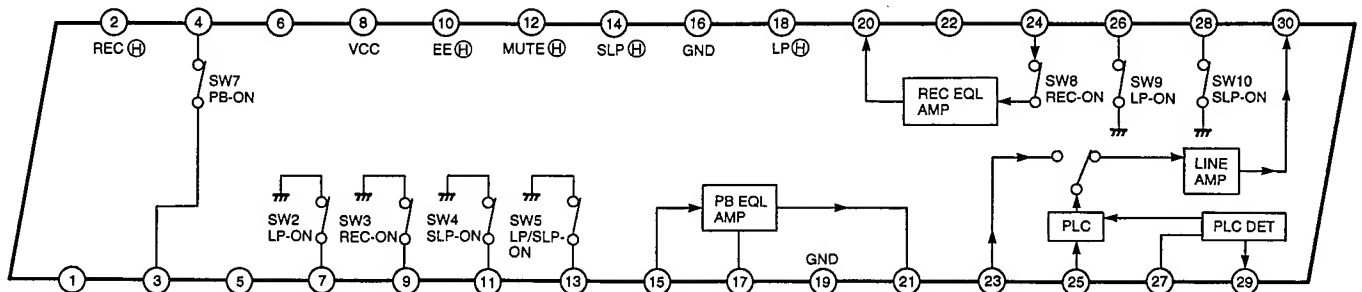 2 4 6 8 10 12 14 16 18 20 22 24 26 28 30
REC Ⓗ VCC EE Ⓗ MUTE Ⓗ SLP Ⓗ GND LP Ⓗ
SW7
PB-ON
REC EQL
AMP
SW8
REC-ON
SW9
LP-ON
SW10
SLP-ON
SW2
LP-ON
SW3
REC-ON
SW4
SLP-ON
SW5
LP/SLP-
ON
PB EQL
AMP
LINE
AMP
PLC
PLC DET
GND
1 3 5 7 9 11 13 15 17 19 21 23 25 27 29